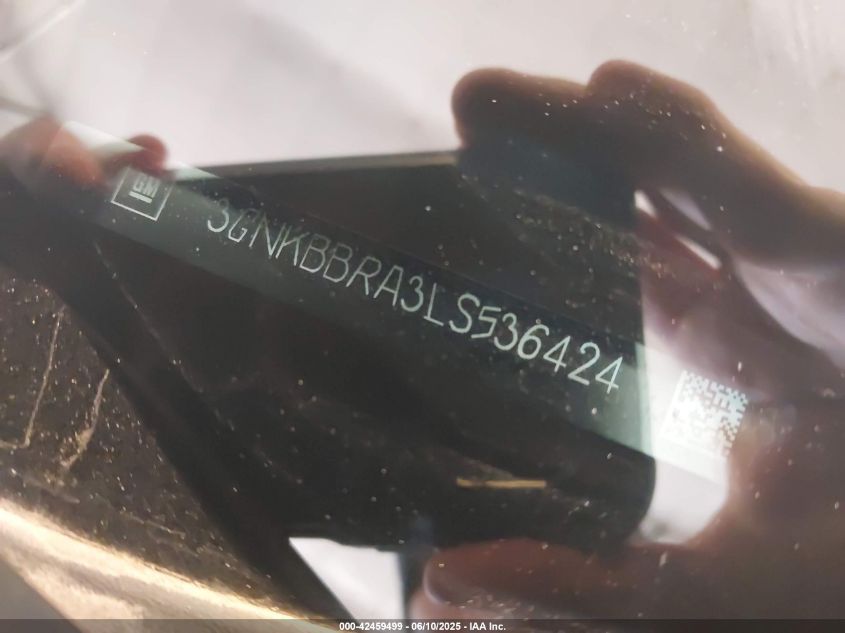 GM
3GNKBBRA3LS536424
000-42459499 - 06/10/2025 - IAA Inc.